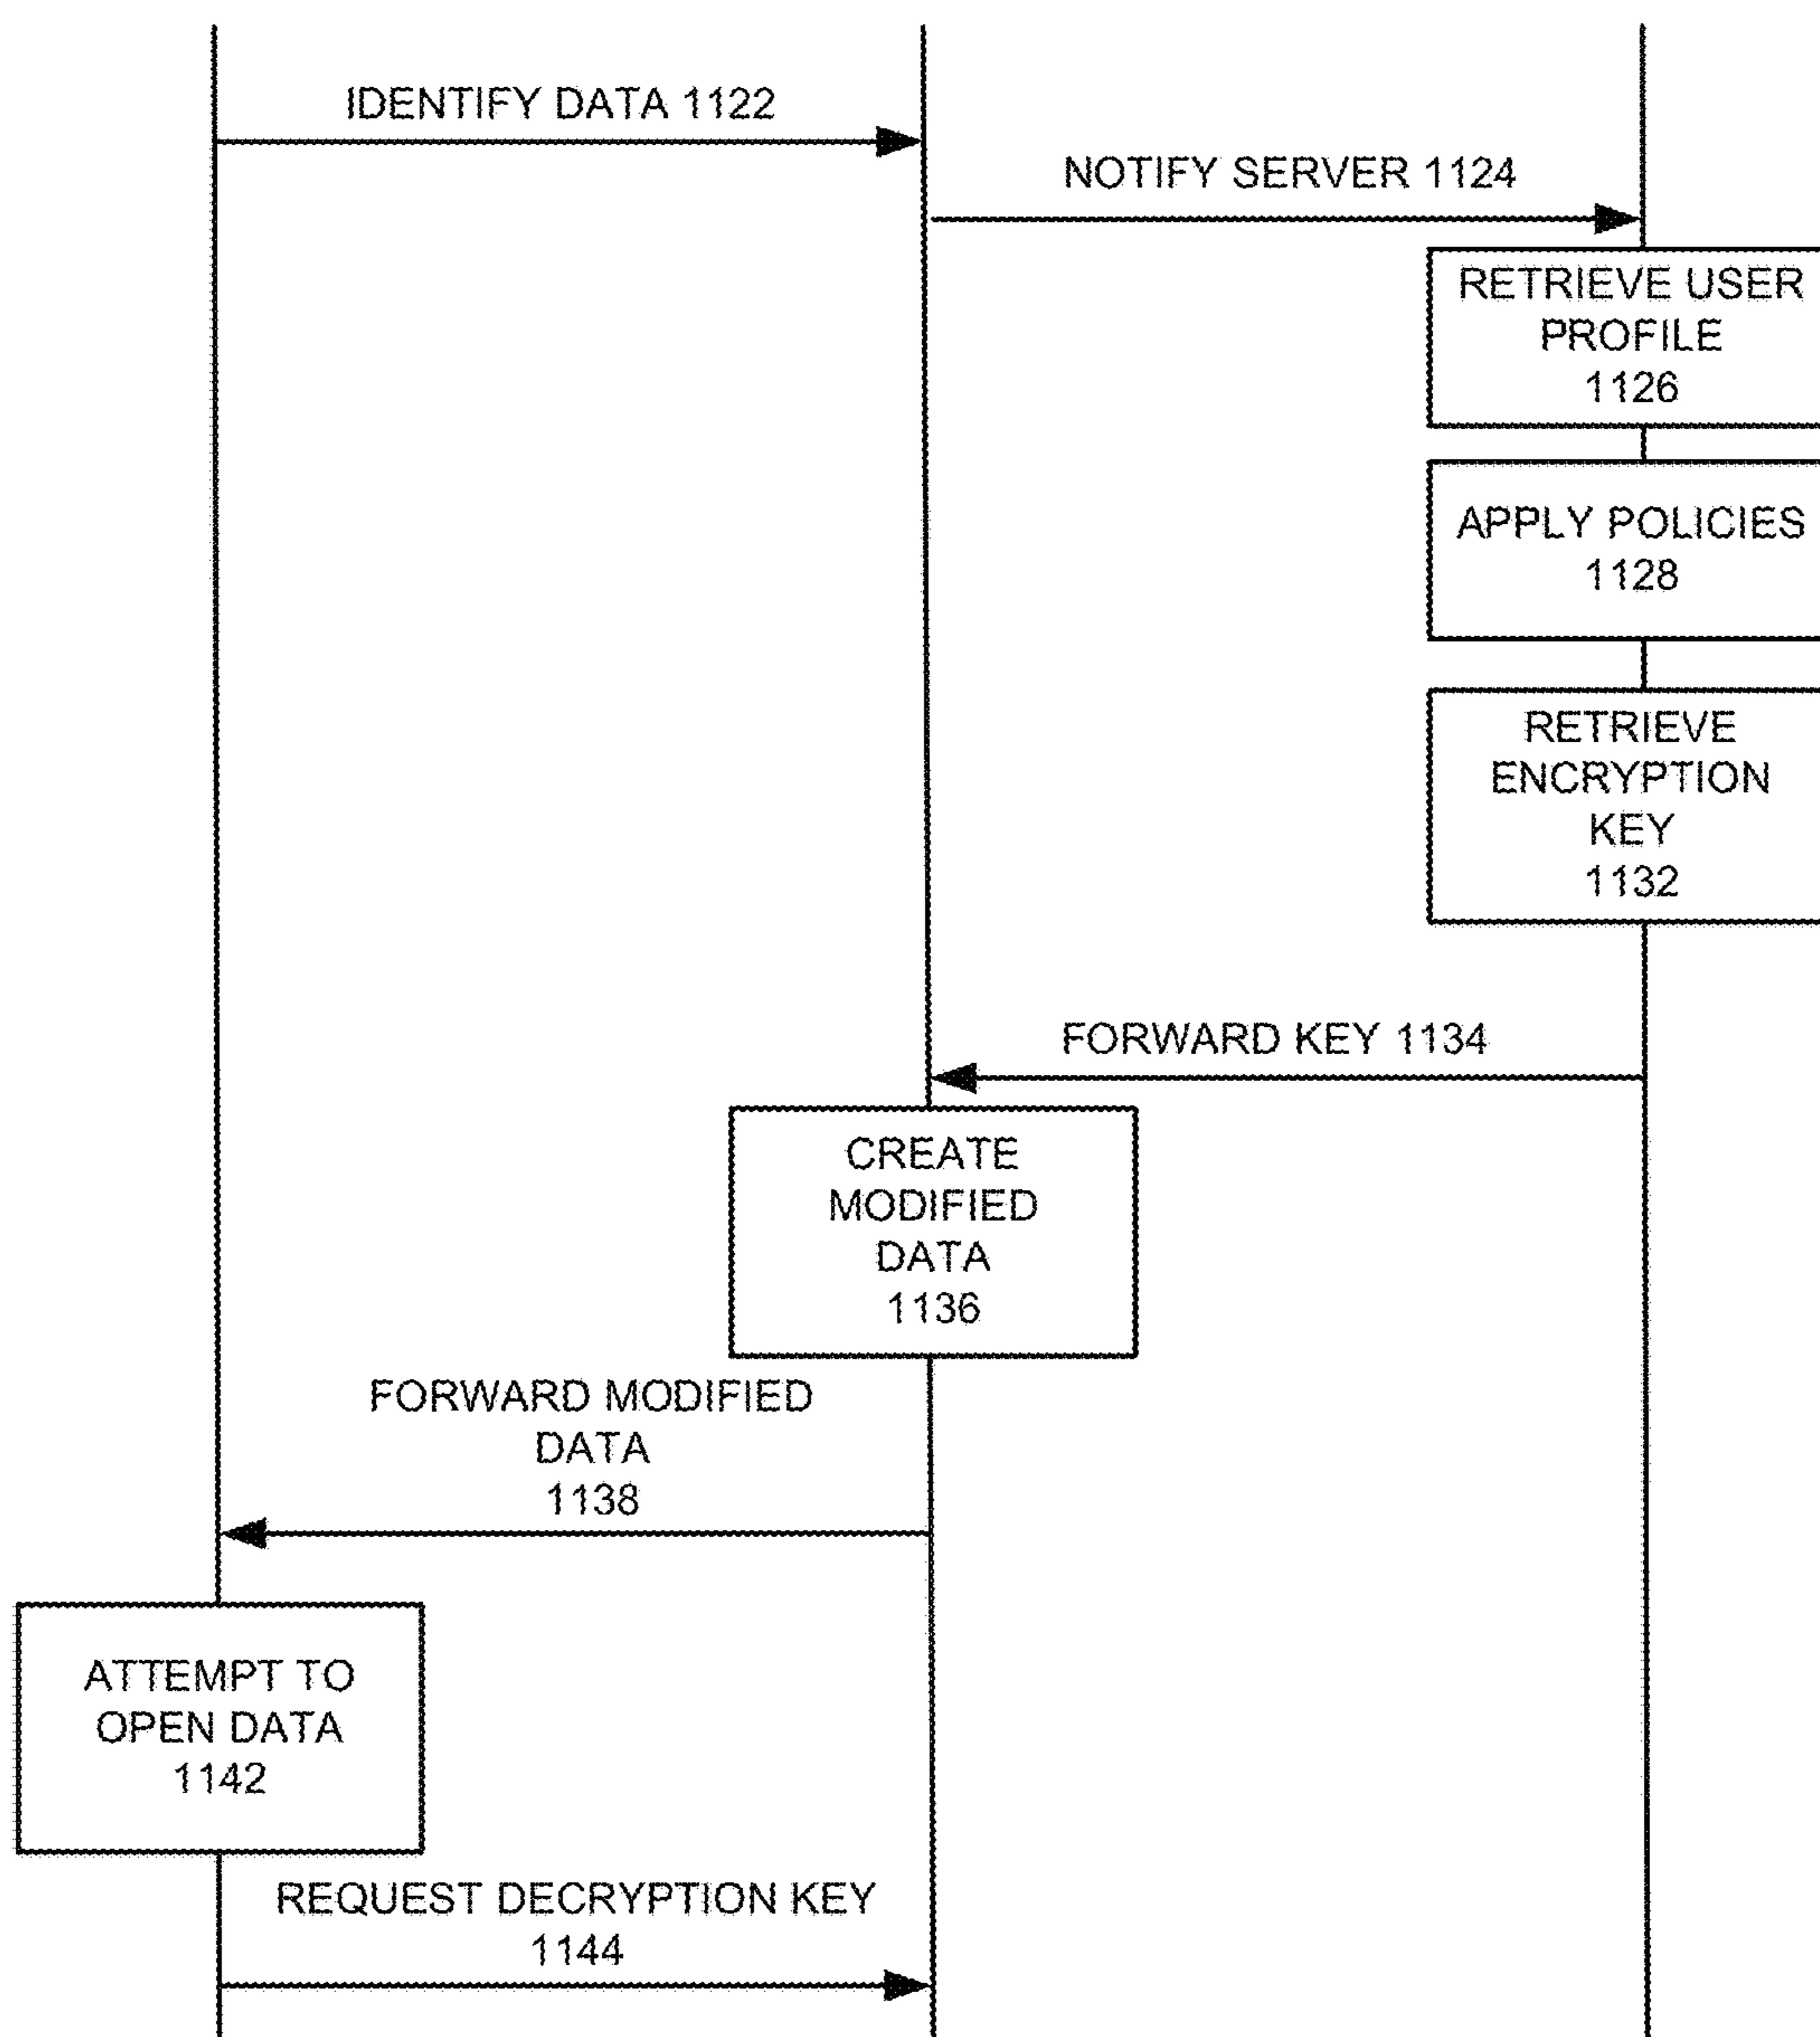 IDENTIFY DATA 1122
NOTIFY SERVER 1124
RETRIEVE USER
PROFILE
1126
APPLY POLICIES
1128
RETRIEVE
ENCRYPTION
KEY
1132
FORWARD KEY 1134
CREATE
MODIFIED
DATA
1136
FORWARD MODIFIED
DATA
1138
ATTEMPT TO
OPEN DATA
1142
REQUEST DECRYPTION KEY
1144